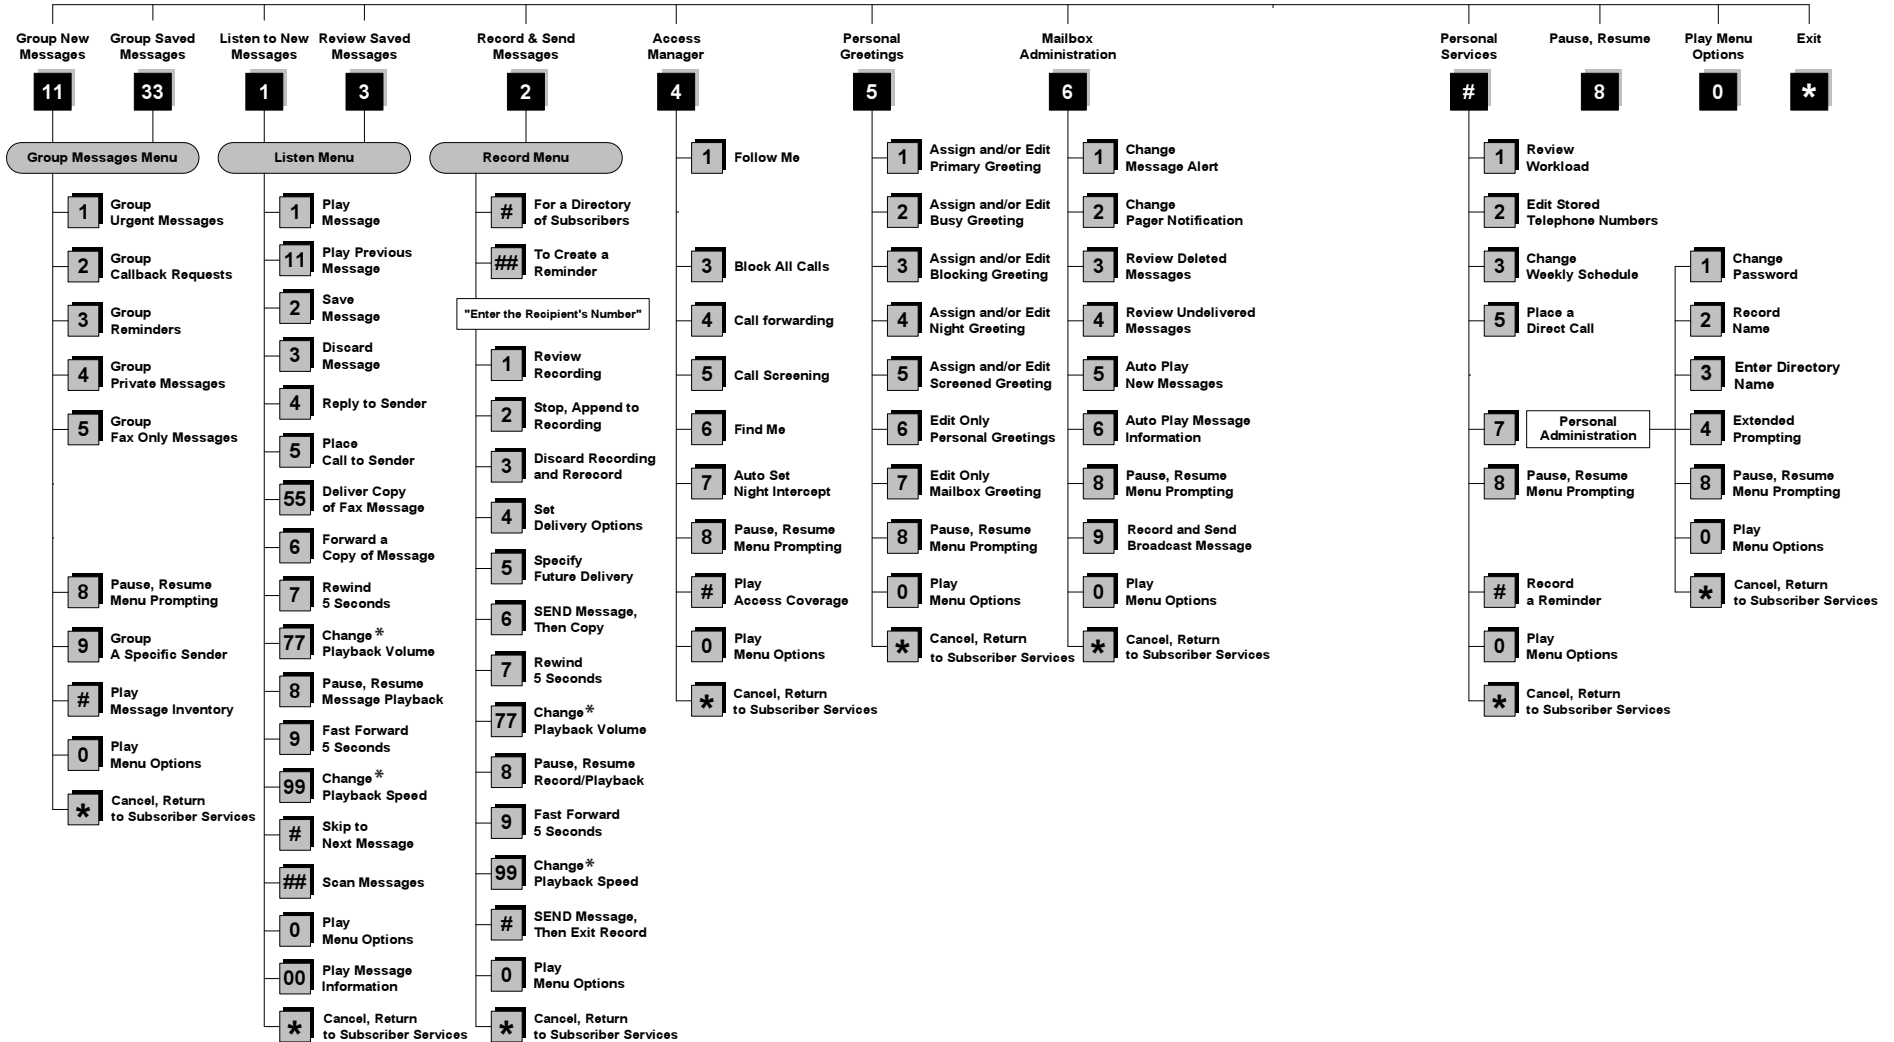 Group New
Messages
11
Group Saved
Messages
33
Listen to New
Messages
1
Review Saved
Messages
3
Record & Send
Messages
2
Access
Manager
4
Personal
Greetings
5
Mailbox
Administration
6
Personal
Services
#
Pause, Resume
8
Play Menu
Options
0
Exit
*
Group Messages Menu
1
Group
Urgent Messages
2
Group
Callback Requests
3
Group
Reminders
4
Group
Private Messages
5
Group
Fax Only Messages
8
Pause, Resume
Menu Prompting
9
Group
A Specific Sender
#
Play
Message Inventory
0
Play
Menu Options
*
Cancel, Return
to Subscriber Services
Listen Menu
1
Play
Message
11
Play Previous
Message
2
Save
Message
3
Discard
Message
4
Reply to Sender
5
Place
Call to Sender
55
Deliver Copy
of Fax Message
6
Forward a
Copy of Message
7
Rewind
5 Seconds
77
Change*
Playback Volume
8
Pause, Resume
Message Playback
9
Fast Forward
5 Seconds
99
Change*
Playback Speed
#
Skip to
Next Message
##
Scan Messages
0
Play
Menu Options
00
Play Message
Information
*
Cancel, Return
to Subscriber Services
Record Menu
#
For a Directory
of Subscribers
##
To Create a
Reminder
"Enter the Recipient's Number"
1
Review
Recording
2
Stop, Append to
Recording
3
Discard Recording
and Rerecord
4
Set
Delivery Options
5
Specify
Future Delivery
6
SEND Message,
Then Copy
7
Rewind
5 Seconds
77
Change*
Playback Volume
8
Pause, Resume
Record/Playback
9
Fast Forward
5 Seconds
99
Change*
Playback Speed
#
SEND Message,
Then Exit Record
0
Play
Menu Options
*
Cancel, Return
to Subscriber Services
1
Follow Me
3
Block All Calls
4
Call forwarding
5
Call Screening
6
Find Me
7
Auto Set
Night Intercept
8
Pause, Resume
Menu Prompting
#
Play
Access Coverage
0
Play
Menu Options
*
Cancel, Return
to Subscriber Services
1
Assign and/or Edit
Primary Greeting
2
Assign and/or Edit
Busy Greeting
3
Assign and/or Edit
Blocking Greeting
4
Assign and/or Edit
Night Greeting
5
Assign and/or Edit
Screened Greeting
6
Edit Only
Personal Greetings
7
Edit Only
Mailbox Greeting
8
Pause, Resume
Menu Prompting
0
Play
Menu Options
*
Cancel, Return
to Subscriber Services
1
Change
Message Alert
2
Change
Pager Notification
3
Review Deleted
Messages
4
Review Undelivered
Messages
5
Auto Play
New Messages
6
Auto Play Message
Information
8
Pause, Resume
Menu Prompting
9
Record and Send
Broadcast Message
0
Play
Menu Options
*
Cancel, Return
to Subscriber Services
1
Review
Workload
2
Edit Stored
Telephone Numbers
3
Change
Weekly Schedule
5
Place a
Direct Call
7
Personal
Administration
8
Pause, Resume
Menu Prompting
#
Record
a Reminder
0
Play
Menu Options
*
Cancel, Return
to Subscriber Services
1
Change
Password
2
Record
Name
3
Enter Directory
Name
4
Extended
Prompting
8
Pause, Resume
Menu Prompting
0
Play
Menu Options
*
Cancel, Return
to Subscriber Services